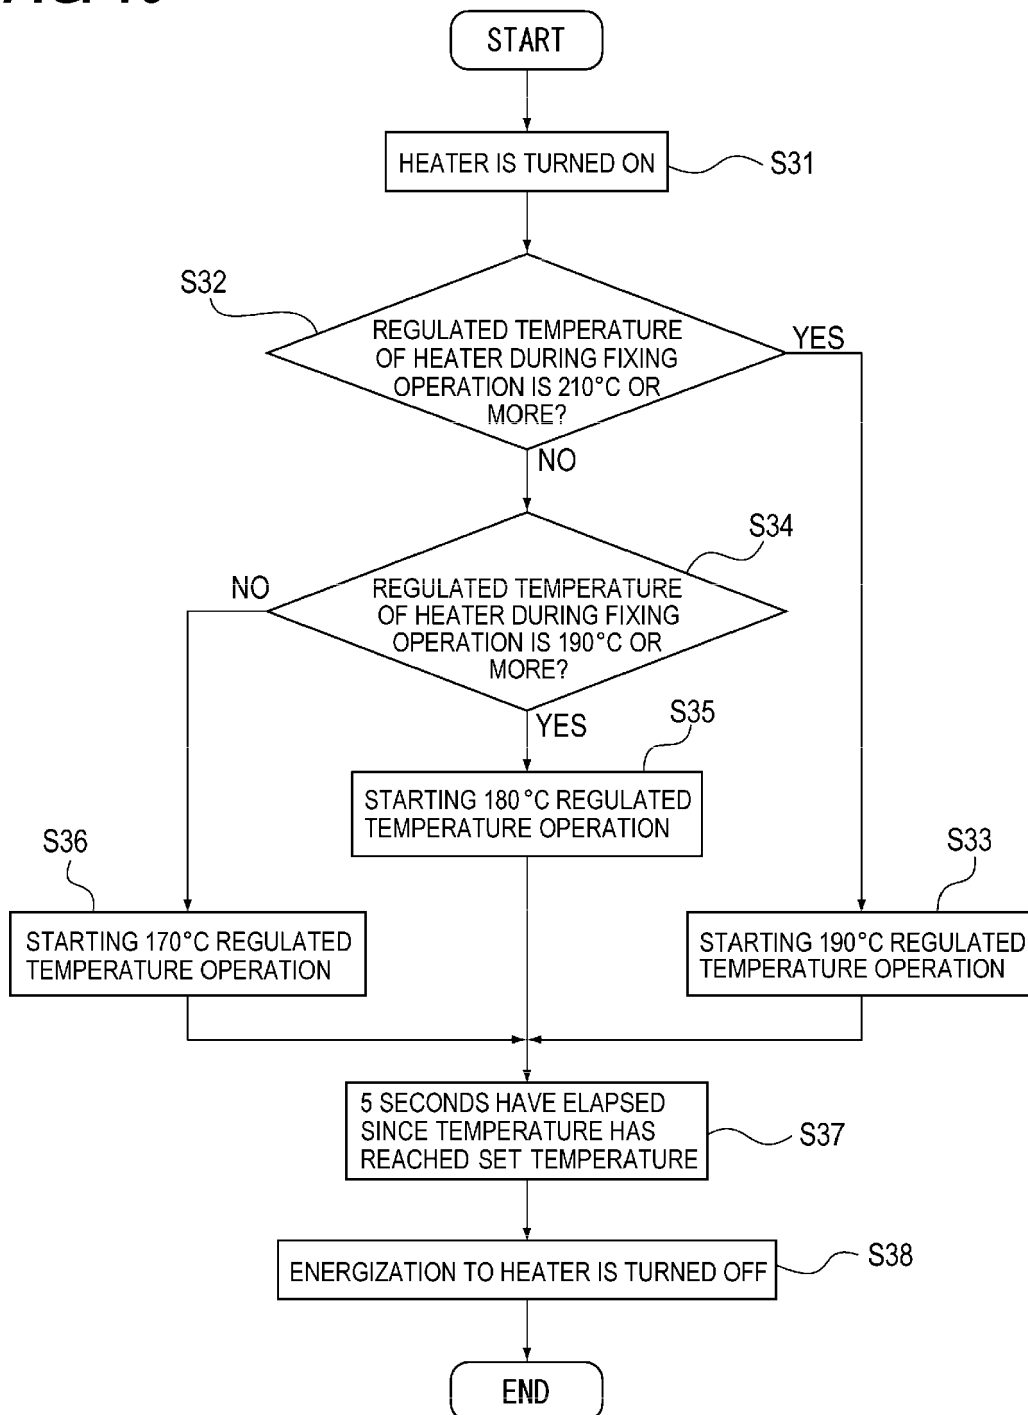 START
HEATER IS TURNED ON
S31
S32
REGULATED TEMPERATURE
OF HEATER DURING FIXING
OPERATION IS 210°C OR
MORE?
YES
NO
S34
NO
REGULATED TEMPERATURE
OF HEATER DURING FIXING
OPERATION IS 190°C OR
MORE?
YES
S35
STARTING 180°C REGULATED
TEMPERATURE OPERATION
S36
S33
STARTING 170°C REGULATED
TEMPERATURE OPERATION
STARTING 190°C REGULATED
TEMPERATURE OPERATION
5 SECONDS HAVE ELAPSED
SINCE TEMPERATURE HAS
REACHED SET TEMPERATURE
S37
ENERGIZATION TO HEATER IS TURNED OFF
S38
END